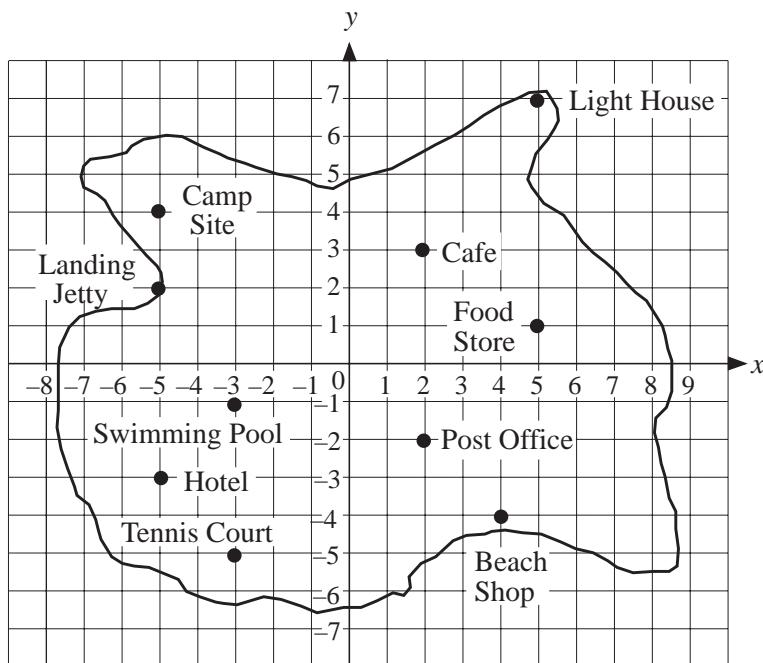 y
7
Light House
6
5
Camp
Site
4
3
Cafe
Landing
Jetty
2
Food
Store
1
x
–8 –7 –6 –5 –4 –3 –2 –1 0 1 2 3 4 5 6 7 8 9
–1
Swimming Pool
–2
Post Office
–3
Hotel
–4
Tennis Court
–5
Beach
Shop
–6
–7